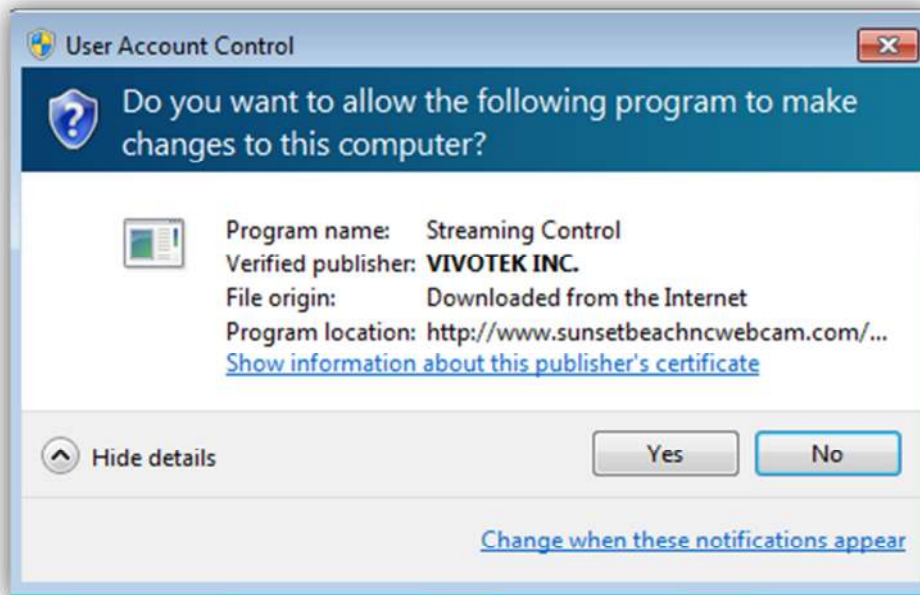 User Account Control
Do you want to allow the following program to make
changes to this computer?
Program name: Streaming Control
Verified publisher: VIVOTEK INC.
File origin: Downloaded from the Internet
Program location: http://www.sunsetbeachncwebcam.com/...
Show information about this publisher's certificate
Hide details
Yes
No
Change when these notifications appear